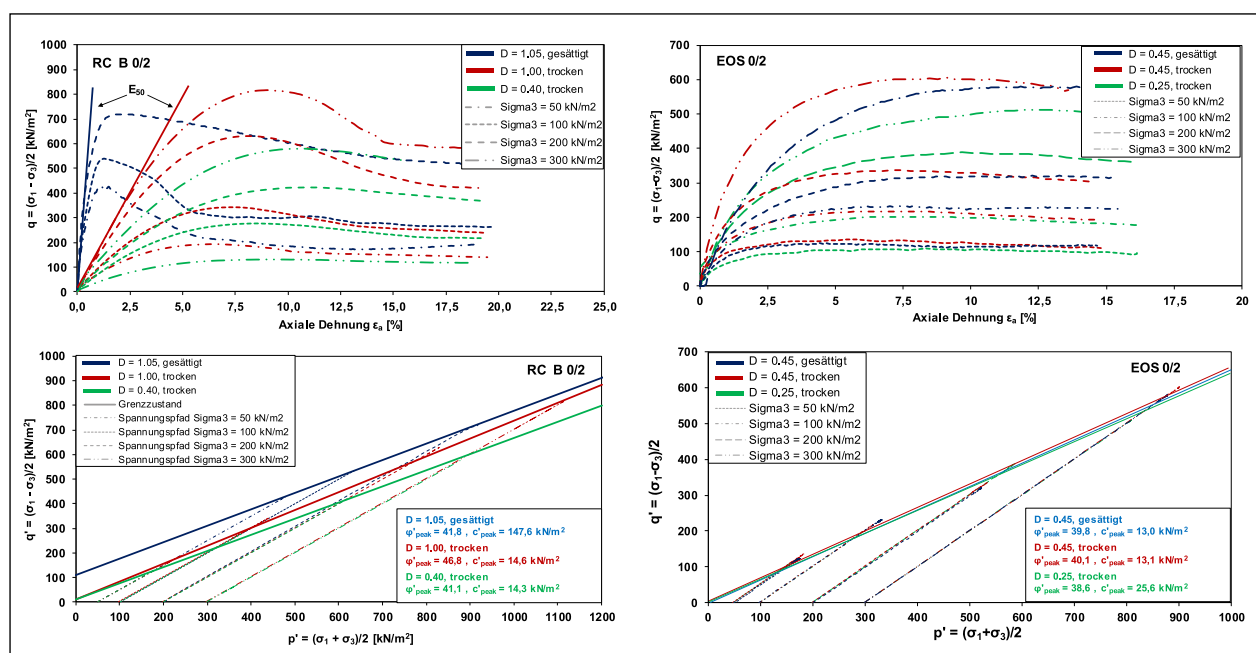 RC B 0/2
D = 1.05, gesättigt
D = 1.00, trocken
D = 0.40, trocken
Sigma3 = 50 kN/m2
Sigma3 = 100 kN/m2
Sigma3 = 200 kN/m2
Sigma3 = 300 kN/m2
E₅₀
q = (σ₁ - σ₃)/2 [kN/m²]
1000
900
800
700
600
500
400
300
200
100
0
0,0 2,5 5,0 7,5 10,0 12,5 15,0 17,5 20,0 22,5 25,0
Axiale Dehnung εₐ [%]
EOS 0/2
D = 0.45, gesättigt
D = 0.45, trocken
D = 0.25, trocken
Sigma3 = 50 kN/m2
Sigma3 = 100 kN/m2
Sigma3 = 200 kN/m2
Sigma3 = 300 kN/m2
q = (σ₁-σ₃)/2 [kN/m²]
700
600
500
400
300
200
100
0
0 2,5 5 7,5 10 12,5 15 17,5 20
Axiale Dehnung εₐ [%]
RC B 0/2
D = 1.05, gesättigt
D = 1.00, trocken
D = 0.40, trocken
Grenzzustand
Spannungspfad Sigma3 = 50 kN/m2
Spannungspfad Sigma3 = 100 kN/m2
Spannungspfad Sigma3 = 200 kN/m2
Spannungspfad Sigma3 = 300 kN/m2
q' = (σ₁ - σ₃)/2 [kN/m²]
1000
900
800
700
600
500
400
300
200
100
0
D = 1.05, gesättigt
φ'peak = 41,8 , c'peak = 147,6 kN/m²
D = 1.00, trocken
φ'peak = 46,8 , c'peak = 14,6 kN/m²
D = 0.40, trocken
φ'peak = 41,1 , c'peak = 14,3 kN/m²
0 100 200 300 400 500 600 700 800 900 1000 1100 1200
p' = (σ₁ + σ₃)/2 [kN/m²]
EOS 0/2
D = 0.45, gesättigt
D = 0.45, trocken
D = 0.25, trocken
Sigma3 = 50 kN/m2
Sigma3 = 100 kN/m2
Sigma3 = 200 kN/m2
Sigma3 = 300 kN/m2
q' = (σ₁-σ₃)/2
700
600
500
400
300
200
100
0
D = 0.45, gesättigt
φ'peak = 39,8 , c'peak = 13,0 kN/m²
D = 0.45, trocken
φ'peak = 40,1 , c'peak = 13,1 kN/m²
D = 0.25, trocken
φ'peak = 38,6 , c'peak = 25,6 kN/m²
0 100 200 300 400 500 600 700 800 900 1000
p' = (σ₁+σ₃)/2